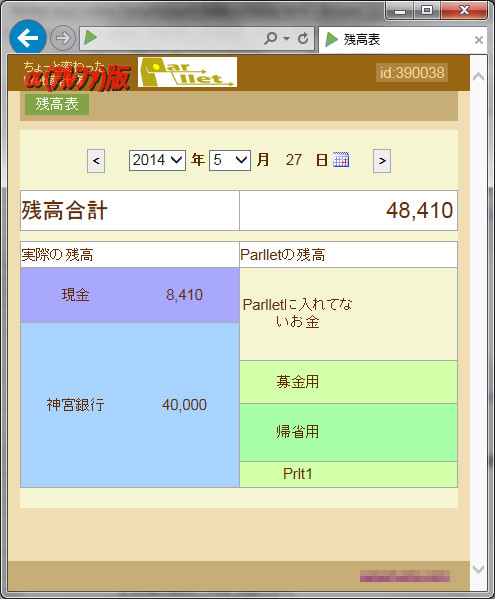 残高表
ちょっと変わった
α(アルファ)版
Parllet
id:390038
残高表
< 2014 年 5 月 27 日 >
残高合計 48,410
実際の残高 Parlletの残高
現金 8,410
神宮銀行 40,000
Parlletに入れてな
いお金
募金用
帰省用
Prlt1